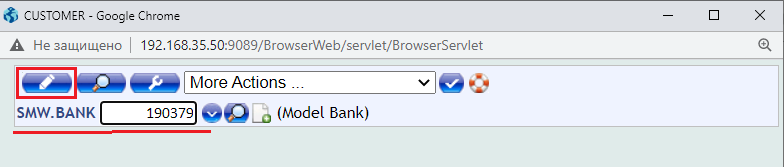 CUSTOMER - Google Chrome
Не защищено 192.168.35.50:9089/BrowserWeb/servlet/BrowserServlet
More Actions ...
SMW.BANK 190379 (Model Bank)